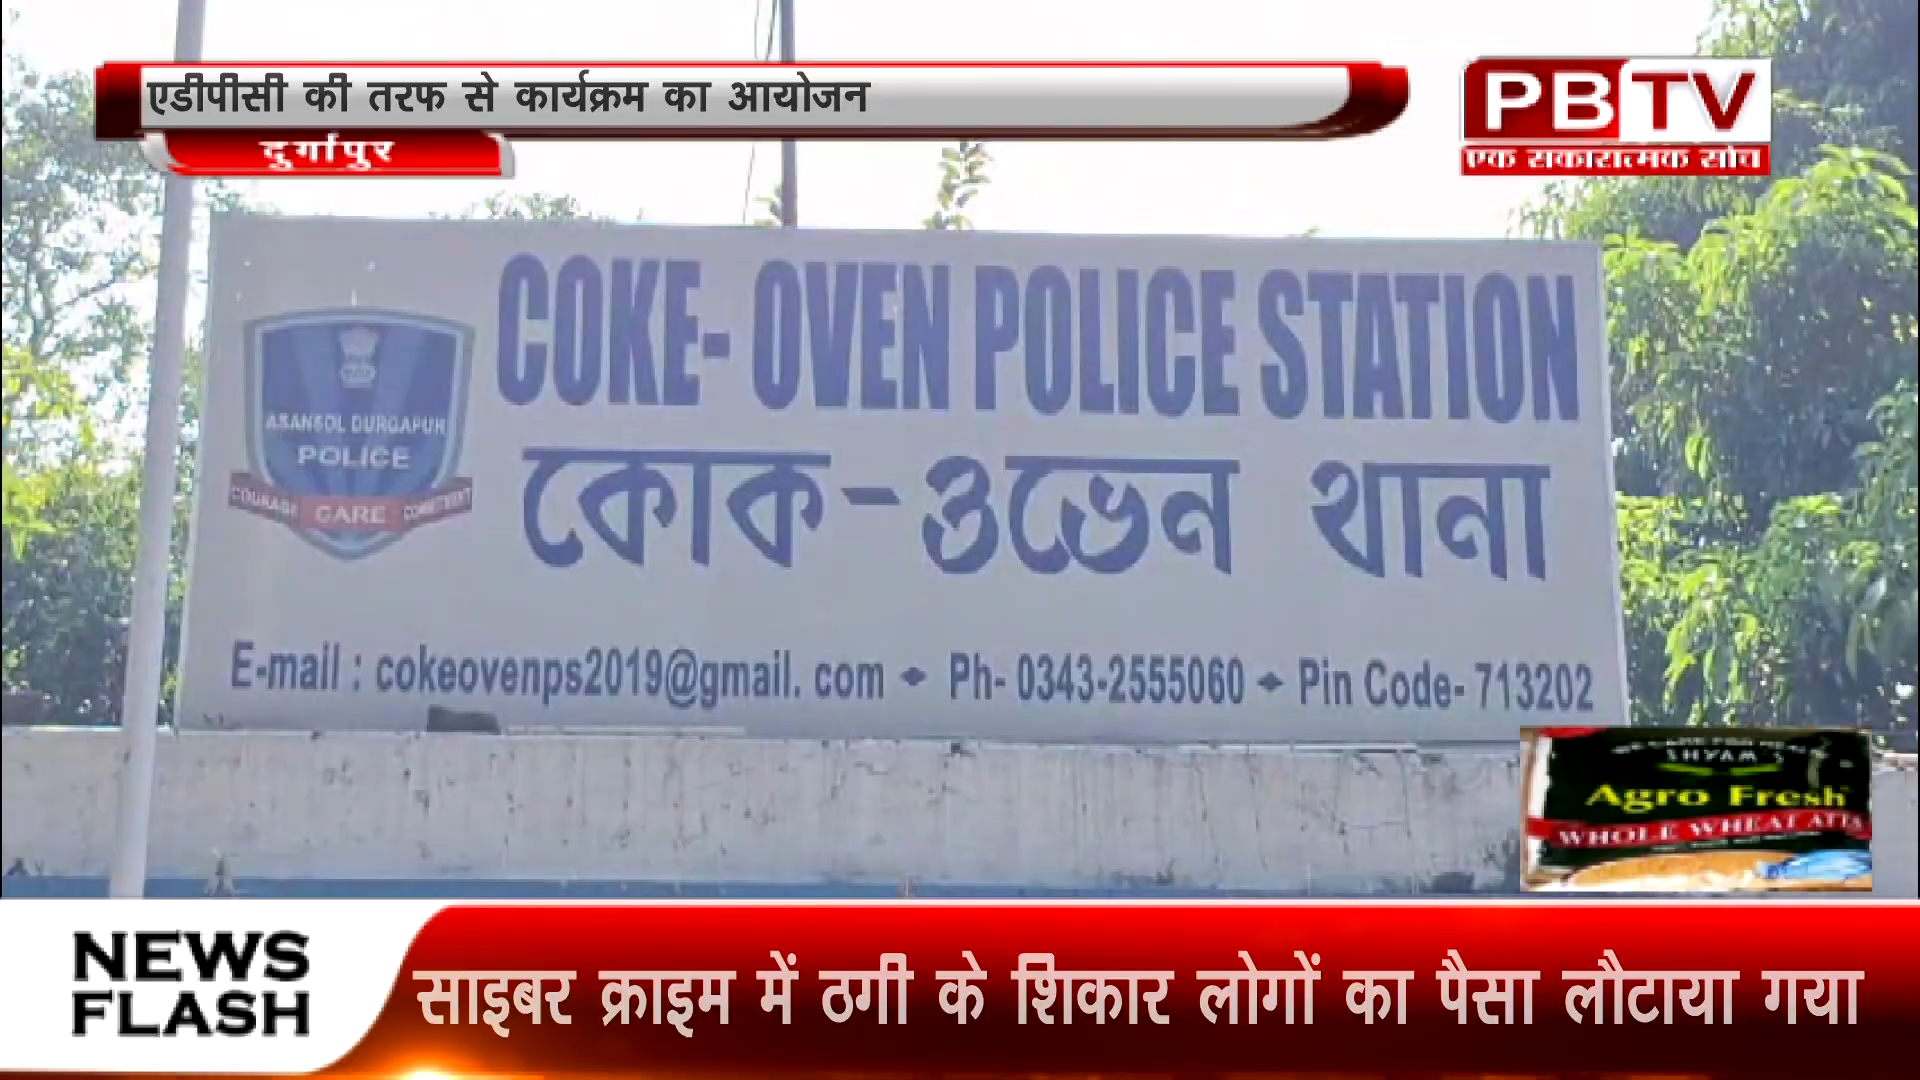 एडीपीसी की तरफ से कार्यक्रम का आयोजन
दुर्गापुर
PBTV
एक सकारात्मक सोच
COKE- OVEN POLICE STATION
কোক-ওভেন থানা
ASANSOL DURGAPUR
POLICE
COURAGE CARE COMMITMENT
E-mail : cokeovenps2019@gmail. com ✦ Ph- 0343-2555060 ✦ Pin Code- 713202
SHYAM'S
Agro Fresh
WHOLE WHEAT ATTA
NEWS
FLASH
साइबर क्राइम में ठगी के शिकार लोगों का पैसा लौटाया गया